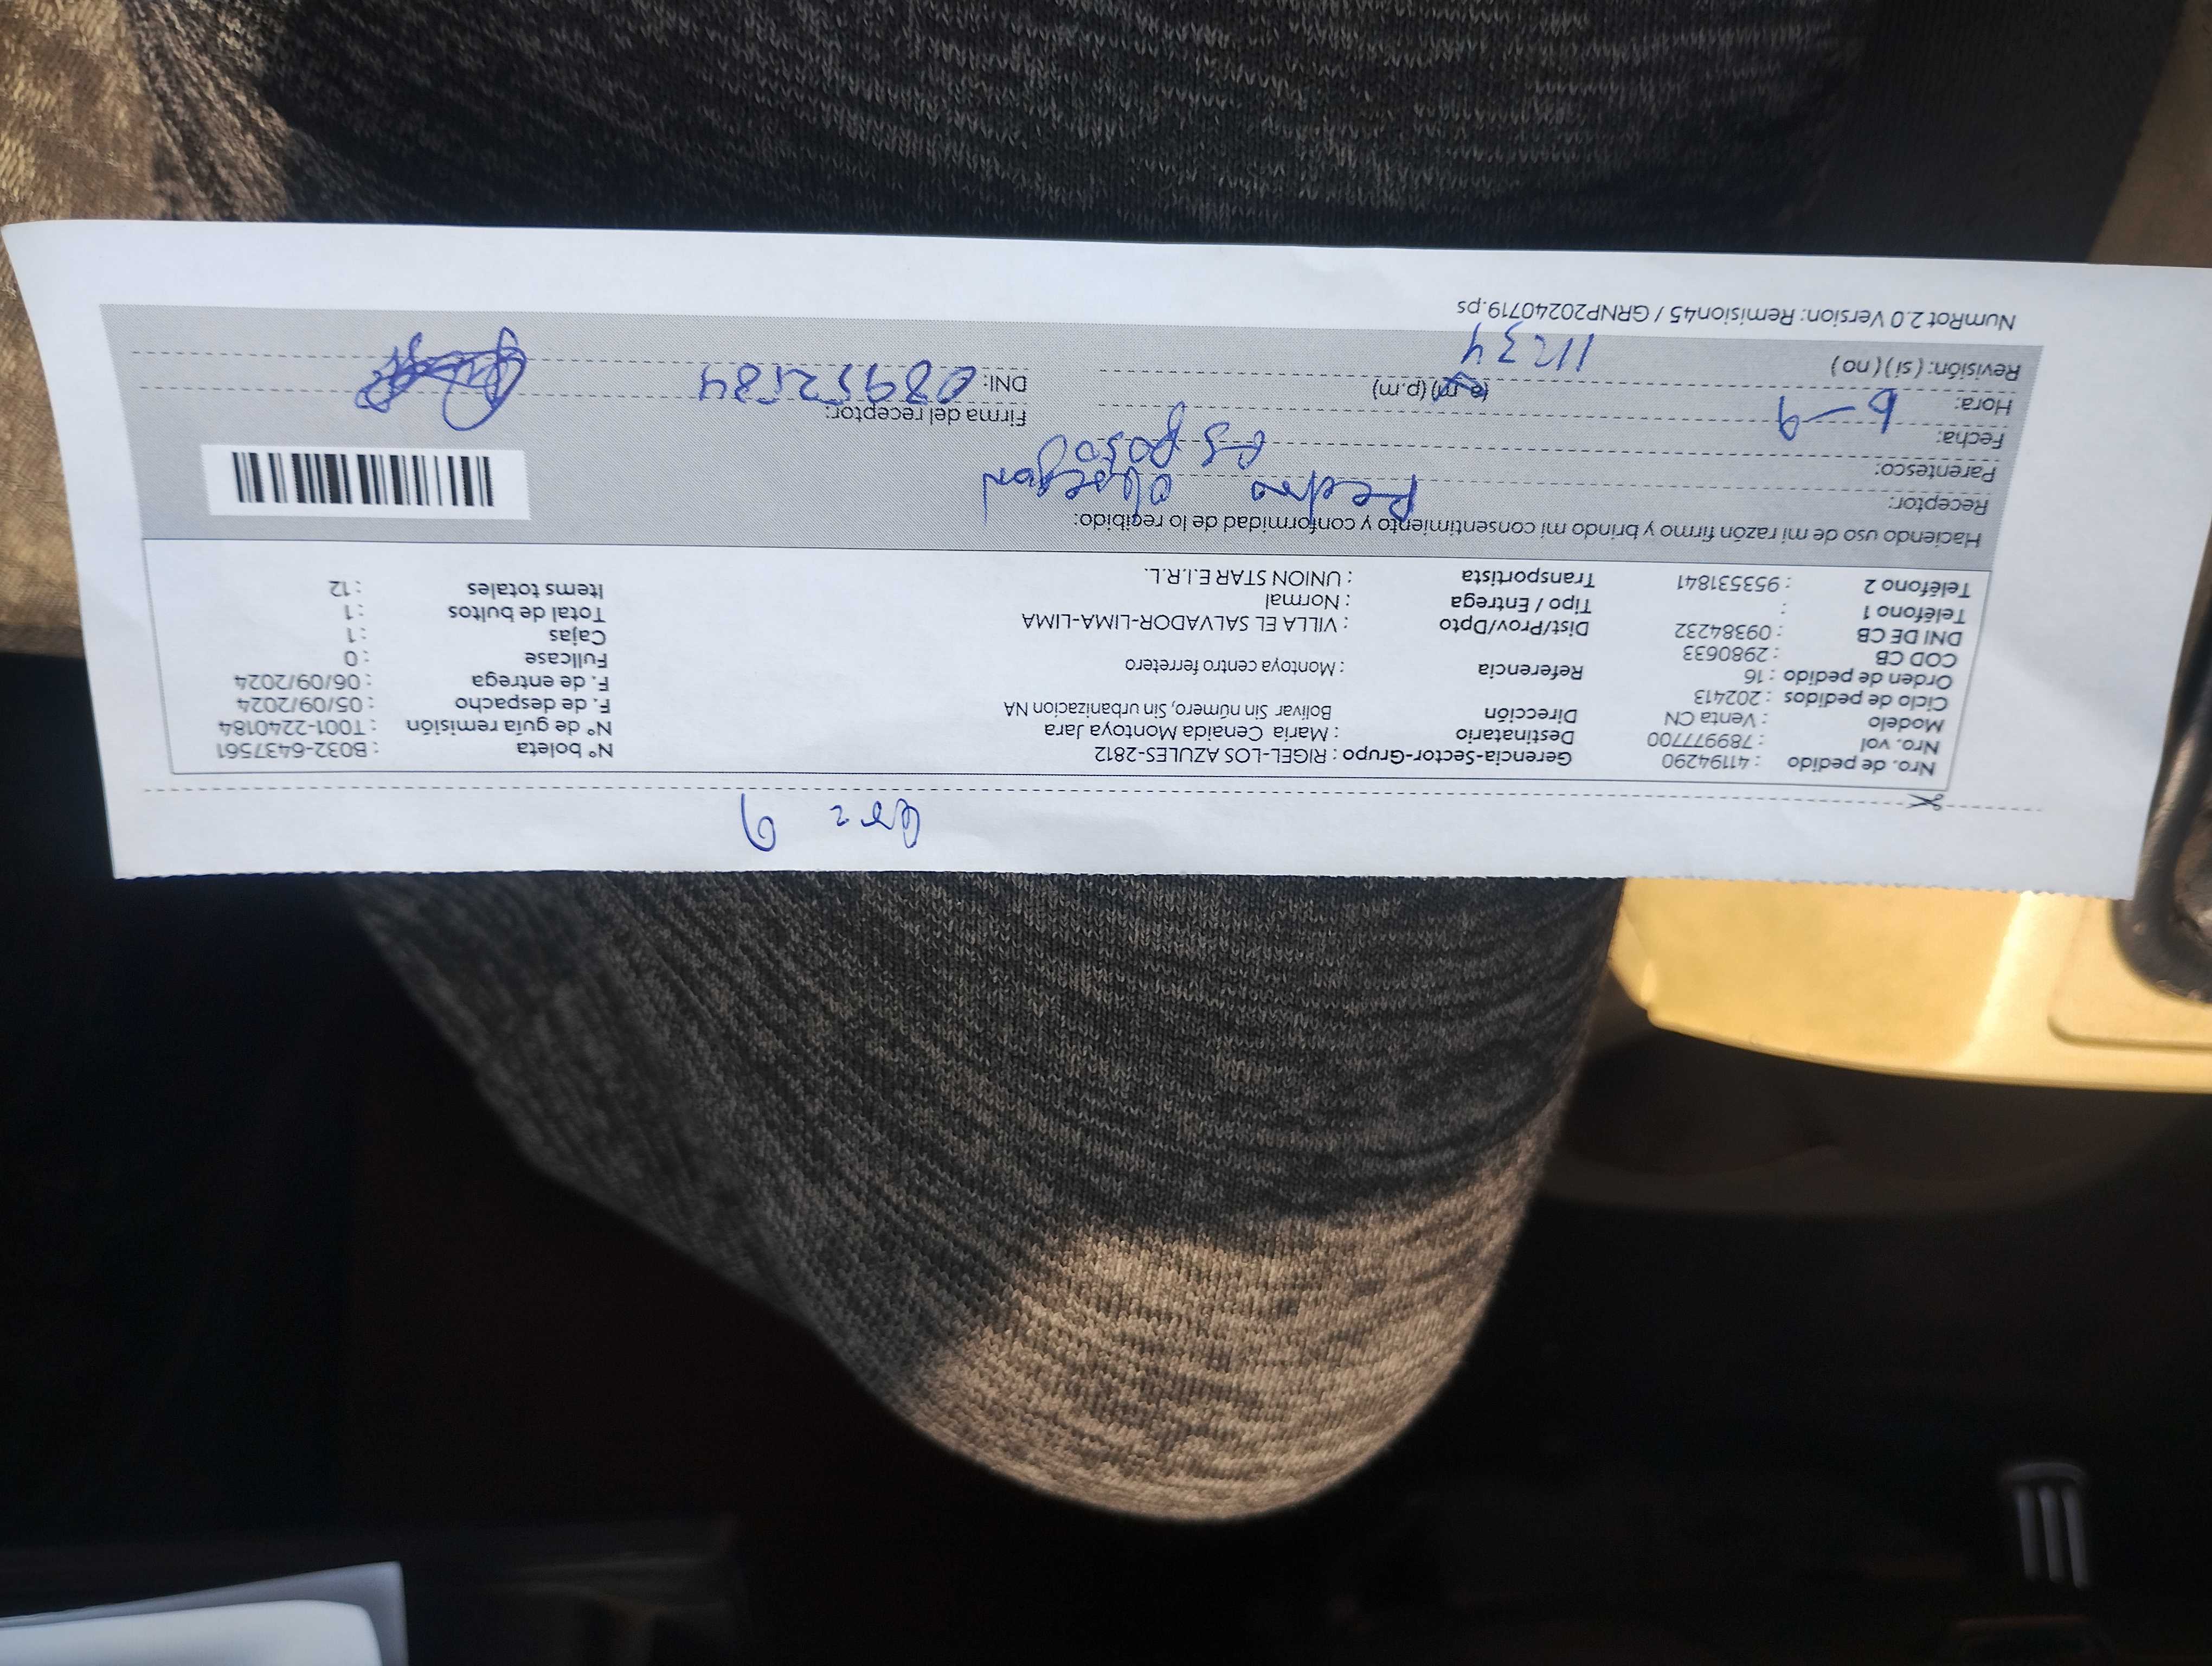 Nro. de pedido : 41194290
Nro. vol : 789977700
Modelo : Venta CN
Ciclo de pedidos : 202413
Orden de pedido : 16
COD CB : 2980633
DNI DE CB : 09384232
Teléfono 1 :
Teléfono 2 : 953531841
Gerencia-Sector-Grupo : RIGEL-LOS AZULES-2812
Destinatario : Maria Cenaida Montoya Jara
Dirección Bolivar Sin número, Sin urbanizacion NA
Referencia : Montoya centro ferretero
Dist/Prov/Dpto : VILLA EL SALVADOR-LIMA-LIMA
Tipo / Entrega : Normal
Transportista : UNION STAR E.I.R.L.
N° boleta : B032-6437561
N° de guía remisión : T001-2240184
F. de despacho : 05/09/2024
F. de entrega : 06/09/2024
Fullcase : 0
Cajas : 1
Total de bultos : 1
Items totales : 12
Haciendo uso de mi razón firmo y brindo mi consentimiento y conformidad de lo recibido:
Receptor: Pedro Obregon
Parentesco: esposo
Fecha: 6-9
Hora: (a.m) (p.m)
Revisión: ( si ) ( no )
Firma del receptor:
DNI:
NumRot 2.0 Version: Remision45 / GRNP20240719.ps